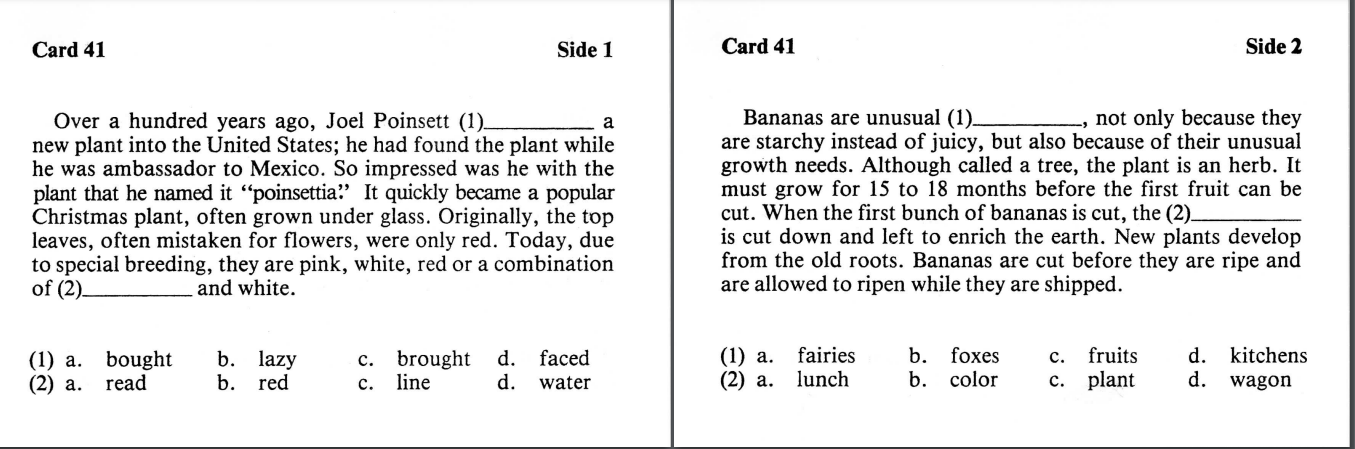 Card 41 Side 1
Over a hundred years ago, Joel Poinsett (1)__________ a
new plant into the United States; he had found the plant while
he was ambassador to Mexico. So impressed was he with the
plant that he named it “poinsettia.” It quickly became a popular
Christmas plant, often grown under glass. Originally, the top
leaves, often mistaken for flowers, were only red. Today, due
to special breeding, they are pink, white, red or a combination
of (2)__________ and white.
(1) a. bought b. lazy c. brought d. faced
(2) a. read b. red c. line d. water
Card 41 Side 2
Bananas are unusual (1)__________, not only because they
are starchy instead of juicy, but also because of their unusual
growth needs. Although called a tree, the plant is an herb. It
must grow for 15 to 18 months before the first fruit can be
cut. When the first bunch of bananas is cut, the (2)__________
is cut down and left to enrich the earth. New plants develop
from the old roots. Bananas are cut before they are ripe and
are allowed to ripen while they are shipped.
(1) a. fairies b. foxes c. fruits d. kitchens
(2) a. lunch b. color c. plant d. wagon